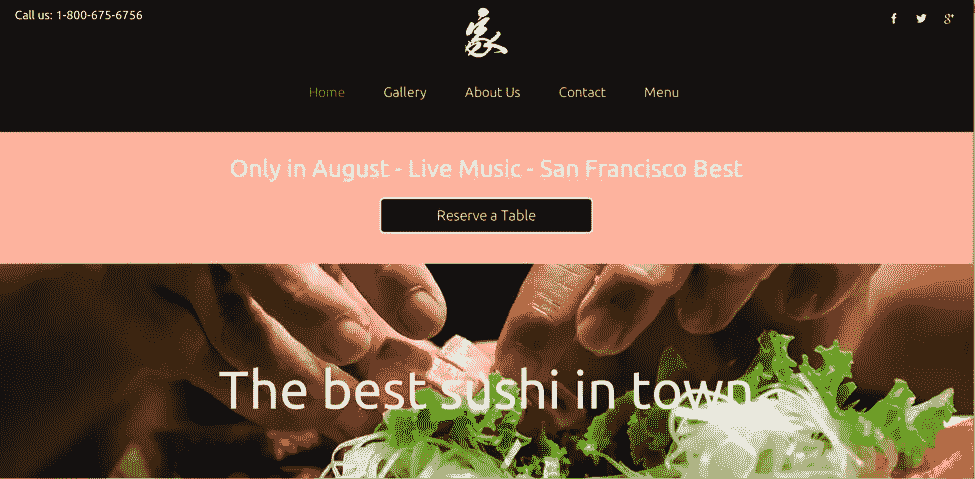 Call us: 1-800-675-6756
家
Home Gallery About Us Contact Menu
Only in August - Live Music - San Francisco Best
Reserve a Table
The best sushi in town